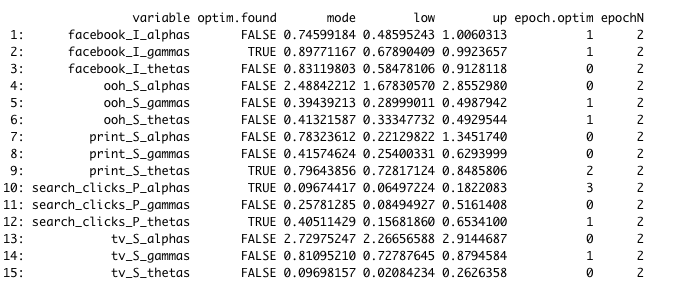 variable optim.found mode low up epoch.optim epochN
1: facebook_I_alphas FALSE 0.74599184 0.48595243 1.0060313 1 2
2: facebook_I_gammas TRUE 0.89771167 0.67890409 0.9923657 1 2
3: facebook_I_thetas FALSE 0.83119803 0.58478106 0.9128118 0 2
4: ooh_S_alphas FALSE 2.48842212 1.67830570 2.8552980 0 2
5: ooh_S_gammas FALSE 0.39439213 0.28999011 0.4987942 1 2
6: ooh_S_thetas FALSE 0.41321587 0.33347732 0.4929544 1 2
7: print_S_alphas FALSE 0.78323612 0.22129822 1.3451740 0 2
8: print_S_gammas FALSE 0.41574624 0.25400331 0.6293999 0 2
9: print_S_thetas TRUE 0.79643856 0.72817124 0.8485806 2 2
10: search_clicks_P_alphas TRUE 0.09674417 0.06497224 0.1822083 3 2
11: search_clicks_P_gammas FALSE 0.25781285 0.08494927 0.5161408 0 2
12: search_clicks_P_thetas TRUE 0.40511429 0.15681860 0.6534100 1 2
13: tv_S_alphas FALSE 2.72975247 2.26656588 2.9144687 0 2
14: tv_S_gammas FALSE 0.81095210 0.72787645 0.8794584 1 2
15: tv_S_thetas FALSE 0.09698157 0.02084234 0.2626358 0 2